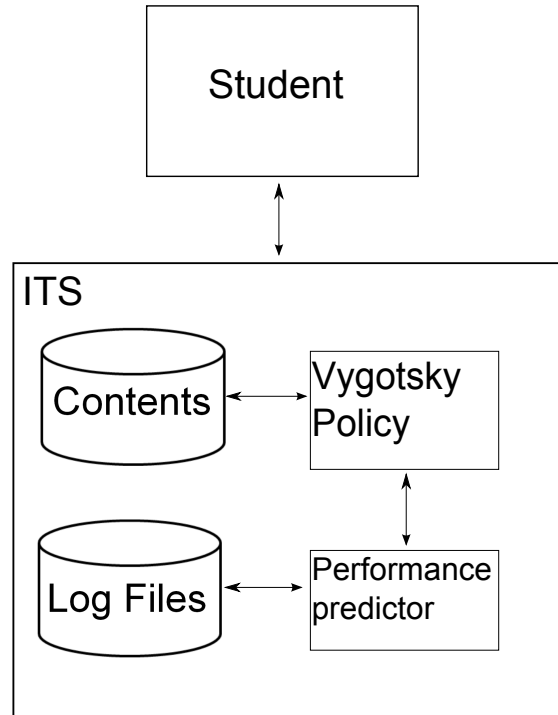 Student
ITS
Contents
Vygotsky
Policy
Log Files
Performance
predictor